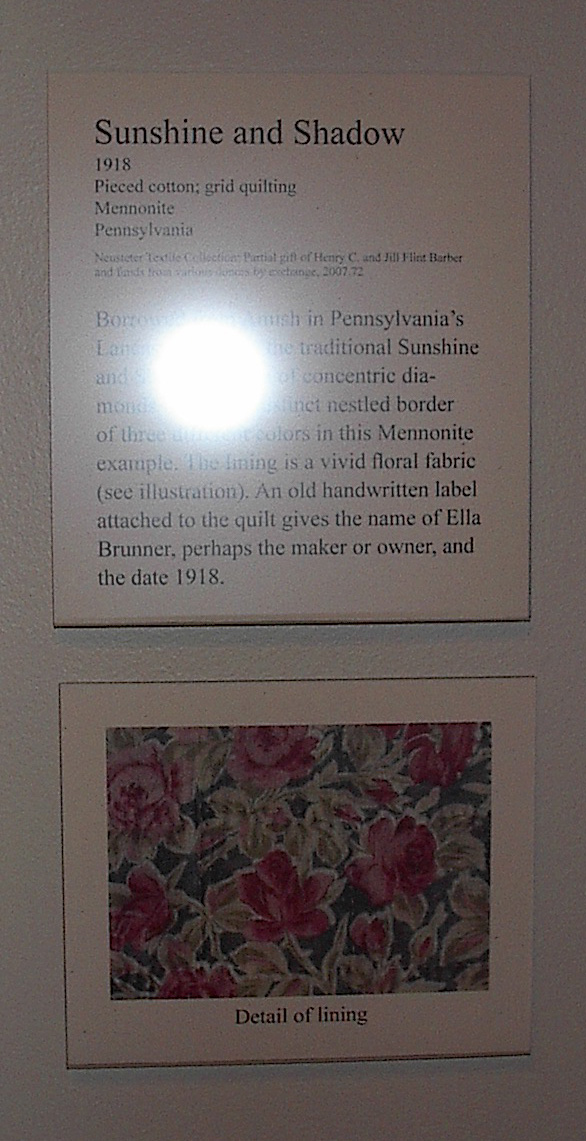 Sunshine and Shadow
1918
Pieced cotton; grid quilting
Mennonite
Pennsylvania
Neusteter Textile Collection: Partial gift of Henry C. and Jill Flint Barber
and funds from various donors by exchange, 2007.72
Amish in Pennsylvania's
the traditional Sunshine
and of concentric dia-
nestled border
of three different colors in this Mennonite
example. The lining is a vivid floral fabric
(see illustration). An old handwritten label
attached to the quilt gives the name of Ella
Brunner, perhaps the maker or owner, and
the date 1918.
Detail of lining